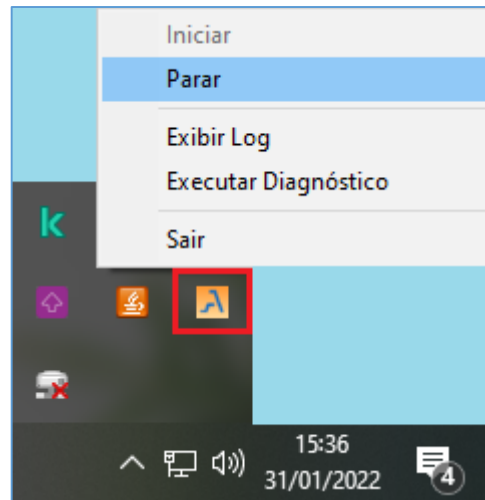 Iniciar
Parar
Exibir Log
Executar Diagnóstico
Sair
k
15:36
31/01/2022
4